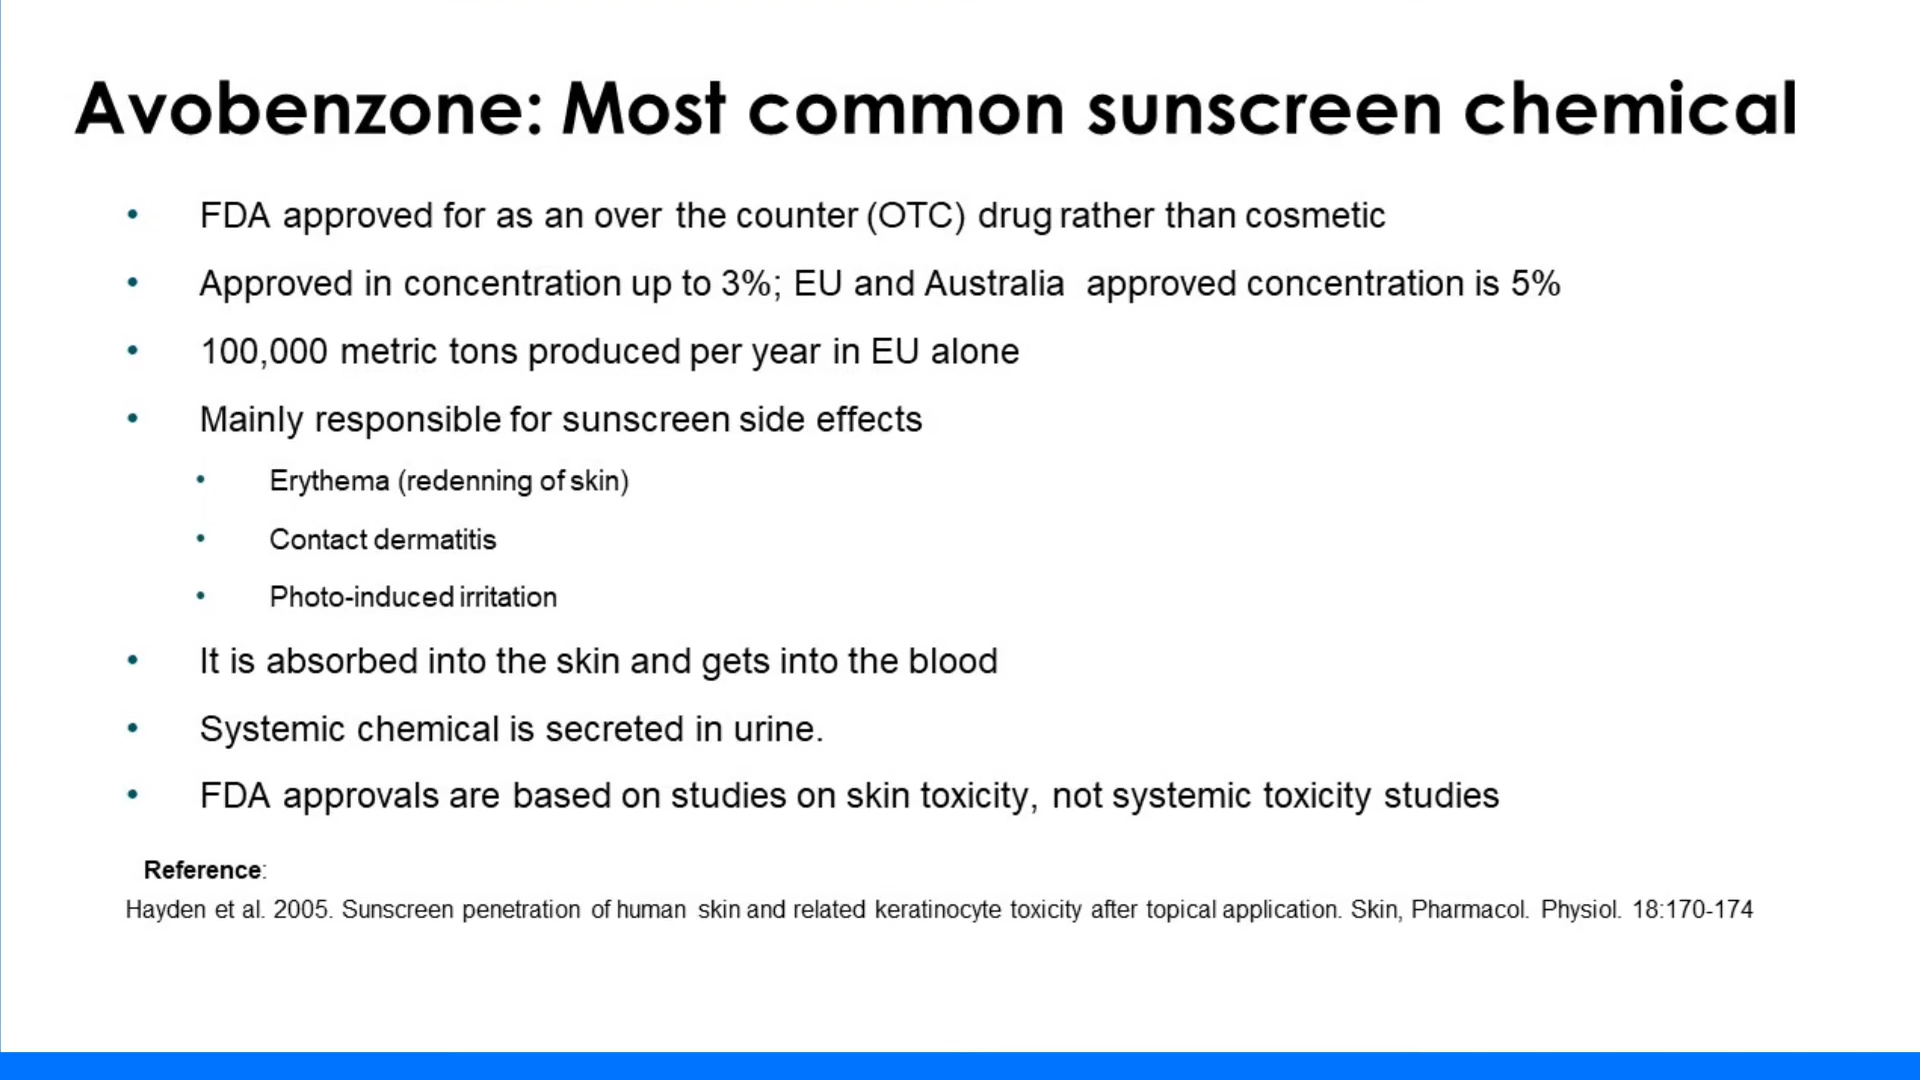 Avobenzone: Most common sunscreen chemical
• FDA approved for as an over the counter (OTC) drug rather than cosmetic
• Approved in concentration up to 3%; EU and Australia approved concentration is 5%
• 100,000 metric tons produced per year in EU alone
• Mainly responsible for sunscreen side effects
• Erythema (redenning of skin)
• Contact dermatitis
• Photo-induced irritation
• It is absorbed into the skin and gets into the blood
• Systemic chemical is secreted in urine.
• FDA approvals are based on studies on skin toxicity, not systemic toxicity studies
Reference:
Hayden et al. 2005. Sunscreen penetration of human skin and related keratinocyte toxicity after topical application. Skin, Pharmacol. Physiol. 18:170-174